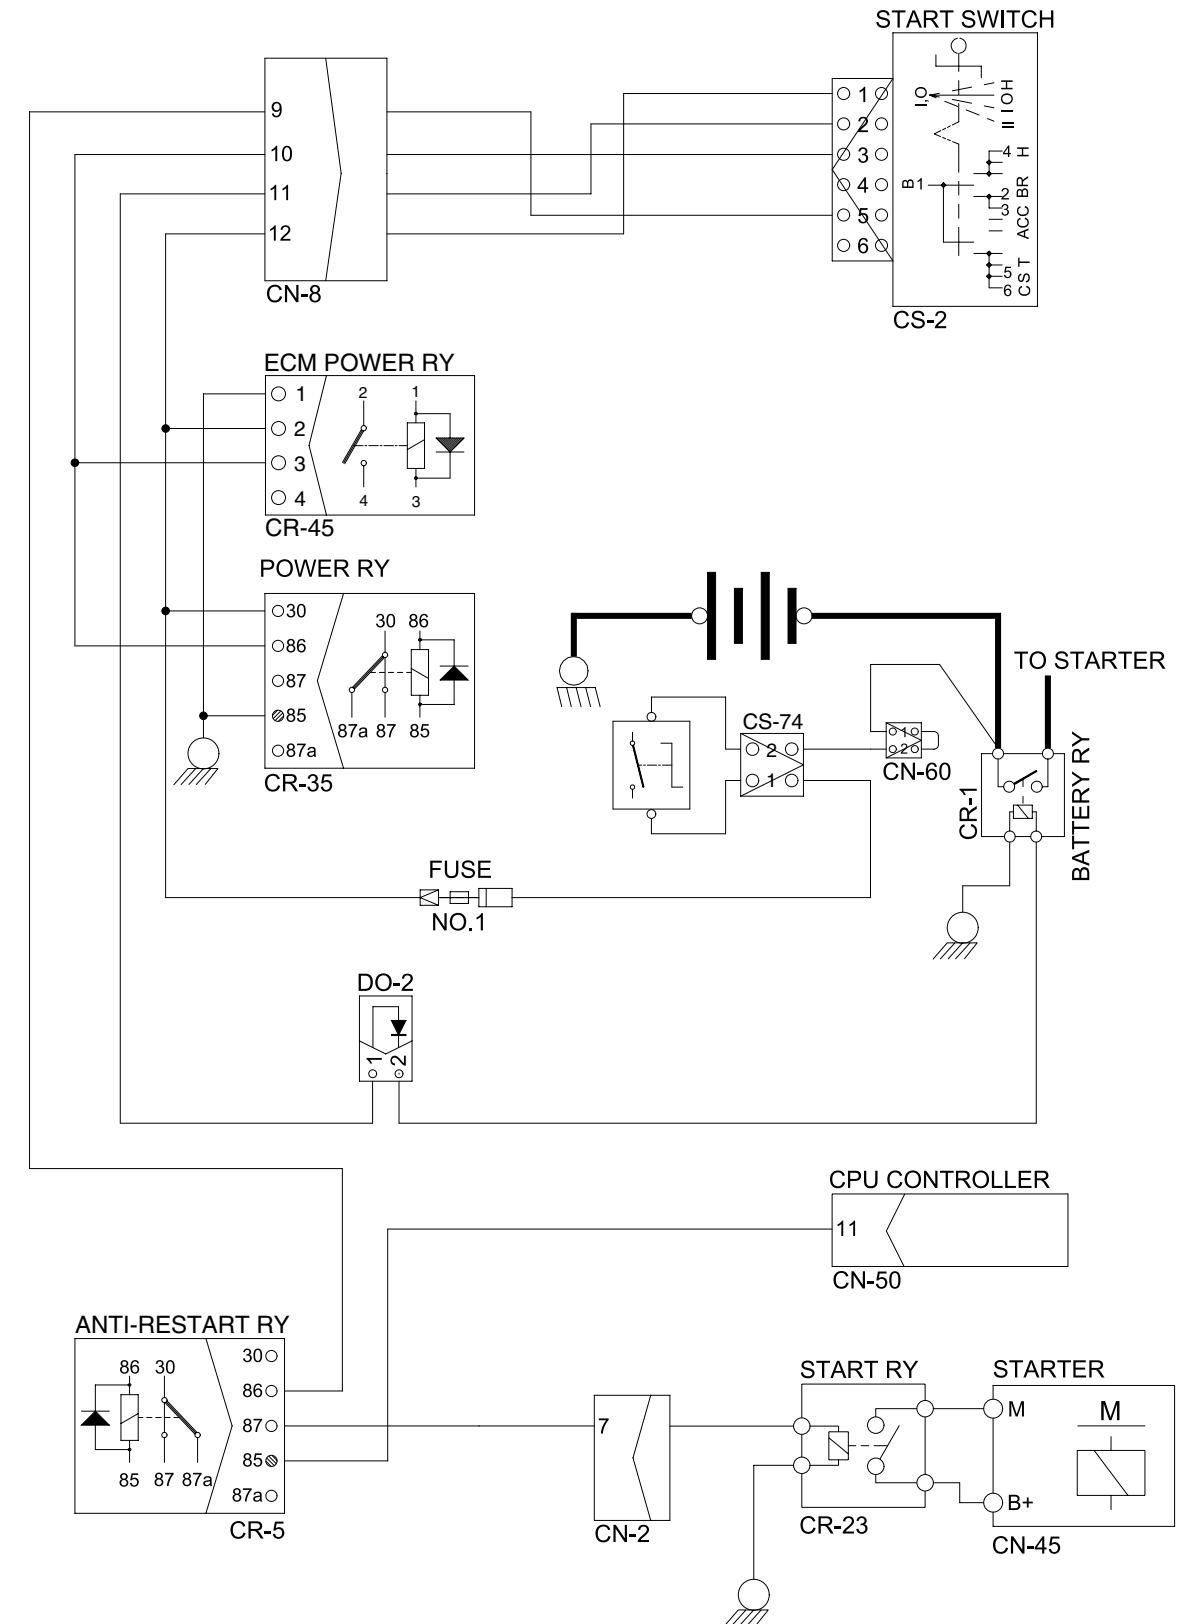 START SWITCH
9
10
11
12
CN-8
1
2
3
4
5
6
I,O
II I O H
B 1
4 H
BR
2
3
ACC
T
5
6
CS
CS-2
ECM POWER RY
1
2
3
4
2 1
4 3
CR-45
POWER RY
30
86
87
85
87a
30 86
87a 87 85
CR-35
TO STARTER
CS-74
2
1
1
2
CN-60
CR-1
BATTERY RY
FUSE
NO.1
DO-2
1
2
CPU CONTROLLER
11
CN-50
ANTI-RESTART RY
86 30
85 87 87a
30
86
87
85
87a
CR-5
7
CN-2
START RY
CR-23
STARTER
M
B+
M
CN-45